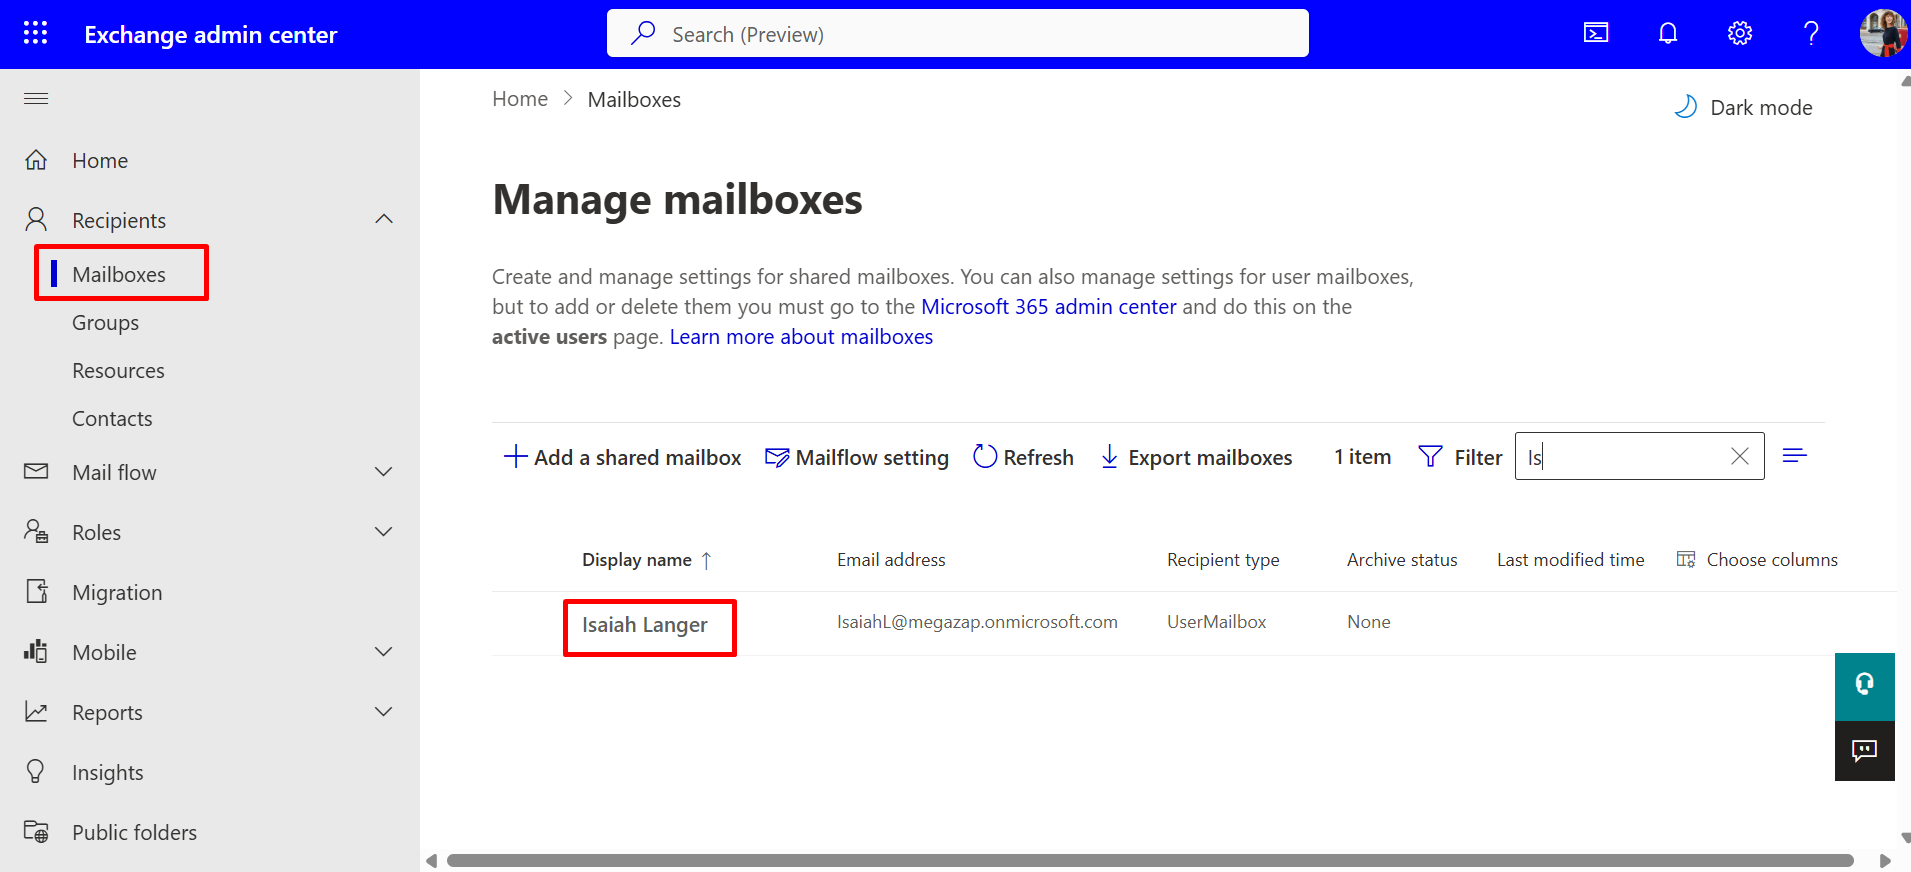 Exchange admin center
Search (Preview)
Home > Mailboxes
Dark mode
Home
Recipients
Mailboxes
Groups
Resources
Contacts
Mail flow
Roles
Migration
Mobile
Reports
Insights
Public folders
Manage mailboxes
Create and manage settings for shared mailboxes. You can also manage settings for user mailboxes,
but to add or delete them you must go to the Microsoft 365 admin center and do this on the
active users page. Learn more about mailboxes
Add a shared mailbox Mailflow setting Refresh Export mailboxes 1 item Filter Is
Display name ↑ Email address Recipient type Archive status Last modified time Choose columns
Isaiah Langer IsaiahL@megazap.onmicrosoft.com UserMailbox None